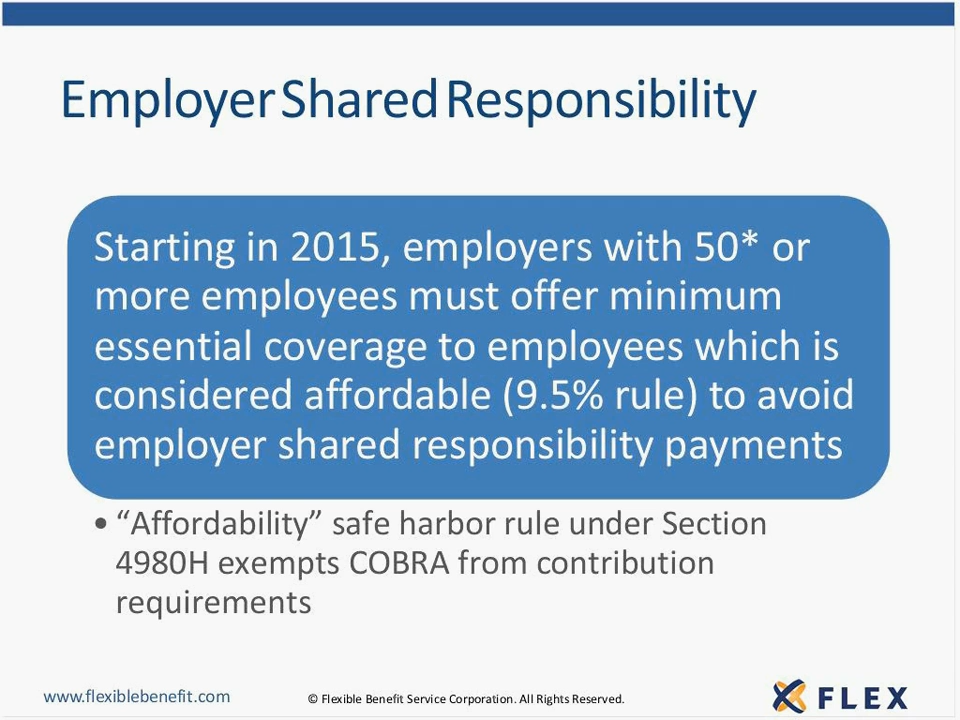 Employer Shared Responsibility
Starting in 2015, employers with 50* or
more employees must offer minimum
essential coverage to employees which is
considered affordable (9.5% rule) to avoid
employer shared responsibility payments
• “Affordability” safe harbor rule under Section
4980H exempts COBRA from contribution
requirements
www.flexiblebenefit.com
© Flexible Benefit Service Corporation. All Rights Reserved.
FLEX